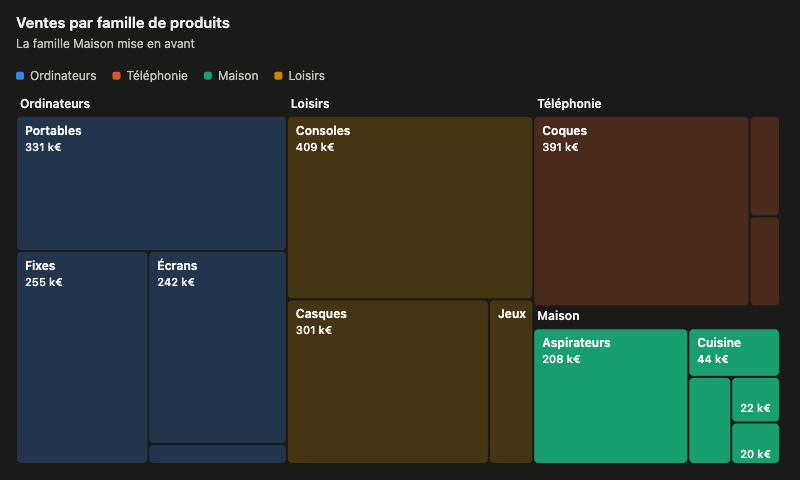 Ventes par famille de produits
La famille Maison mise en avant
Ordinateurs
Téléphonie
Maison
Loisirs
Ordinateurs
Loisirs
Téléphonie
Portables
331 k€
Consoles
409 k€
Coques
391 k€
Fixes
255 k€
Écrans
242 k€
Casques
301 k€
Jeux
Maison
Aspirateurs
208 k€
Cuisine
44 k€
22 k€
20 k€